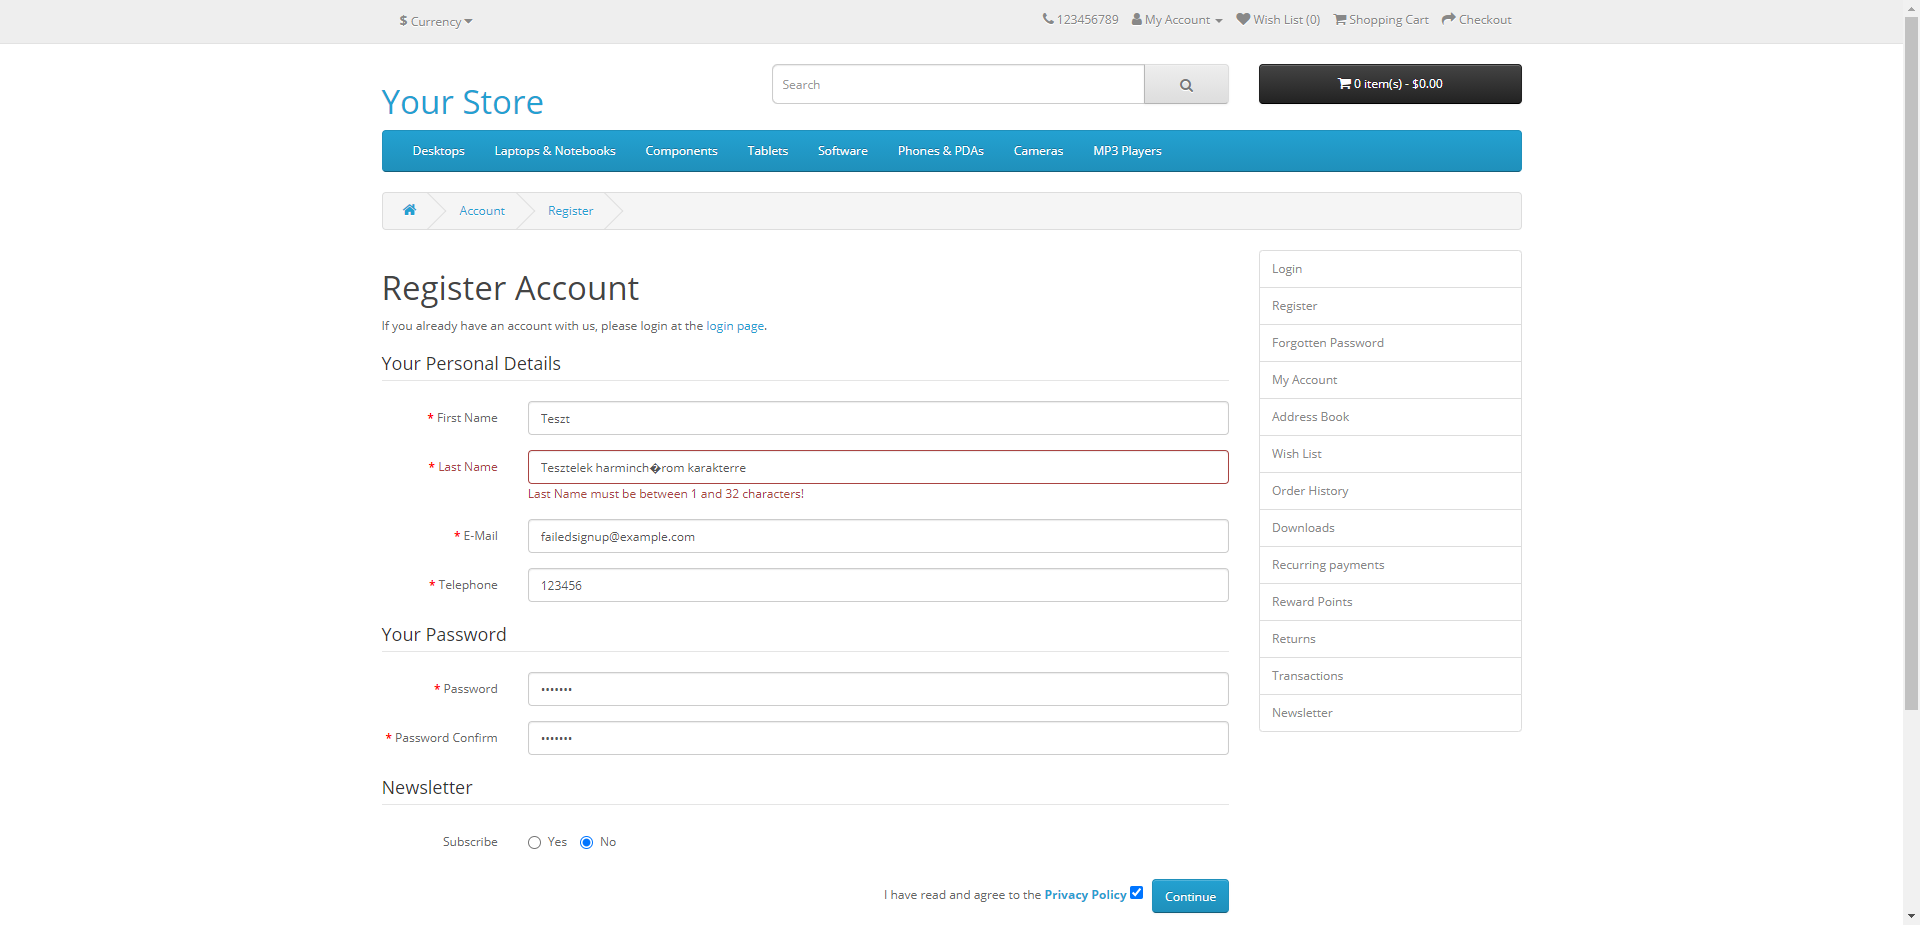 $ Currency
123456789 My Account Wish List (0) Shopping Cart Checkout
Your Store
Search
0 item(s) - $0.00
Desktops Laptops & Notebooks Components Tablets Software Phones & PDAs Cameras MP3 Players
Account Register
Register Account
If you already have an account with us, please login at the login page.
Your Personal Details
* First Name Teszt
* Last Name Tesztelek harminch�rom karakterre
Last Name must be between 1 and 32 characters!
* E-Mail failedsignup@example.com
* Telephone 123456
Your Password
* Password •••••••
* Password Confirm •••••••
Newsletter
Subscribe Yes No
I have read and agree to the Privacy Policy Continue
Login
Register
Forgotten Password
My Account
Address Book
Wish List
Order History
Downloads
Recurring payments
Reward Points
Returns
Transactions
Newsletter